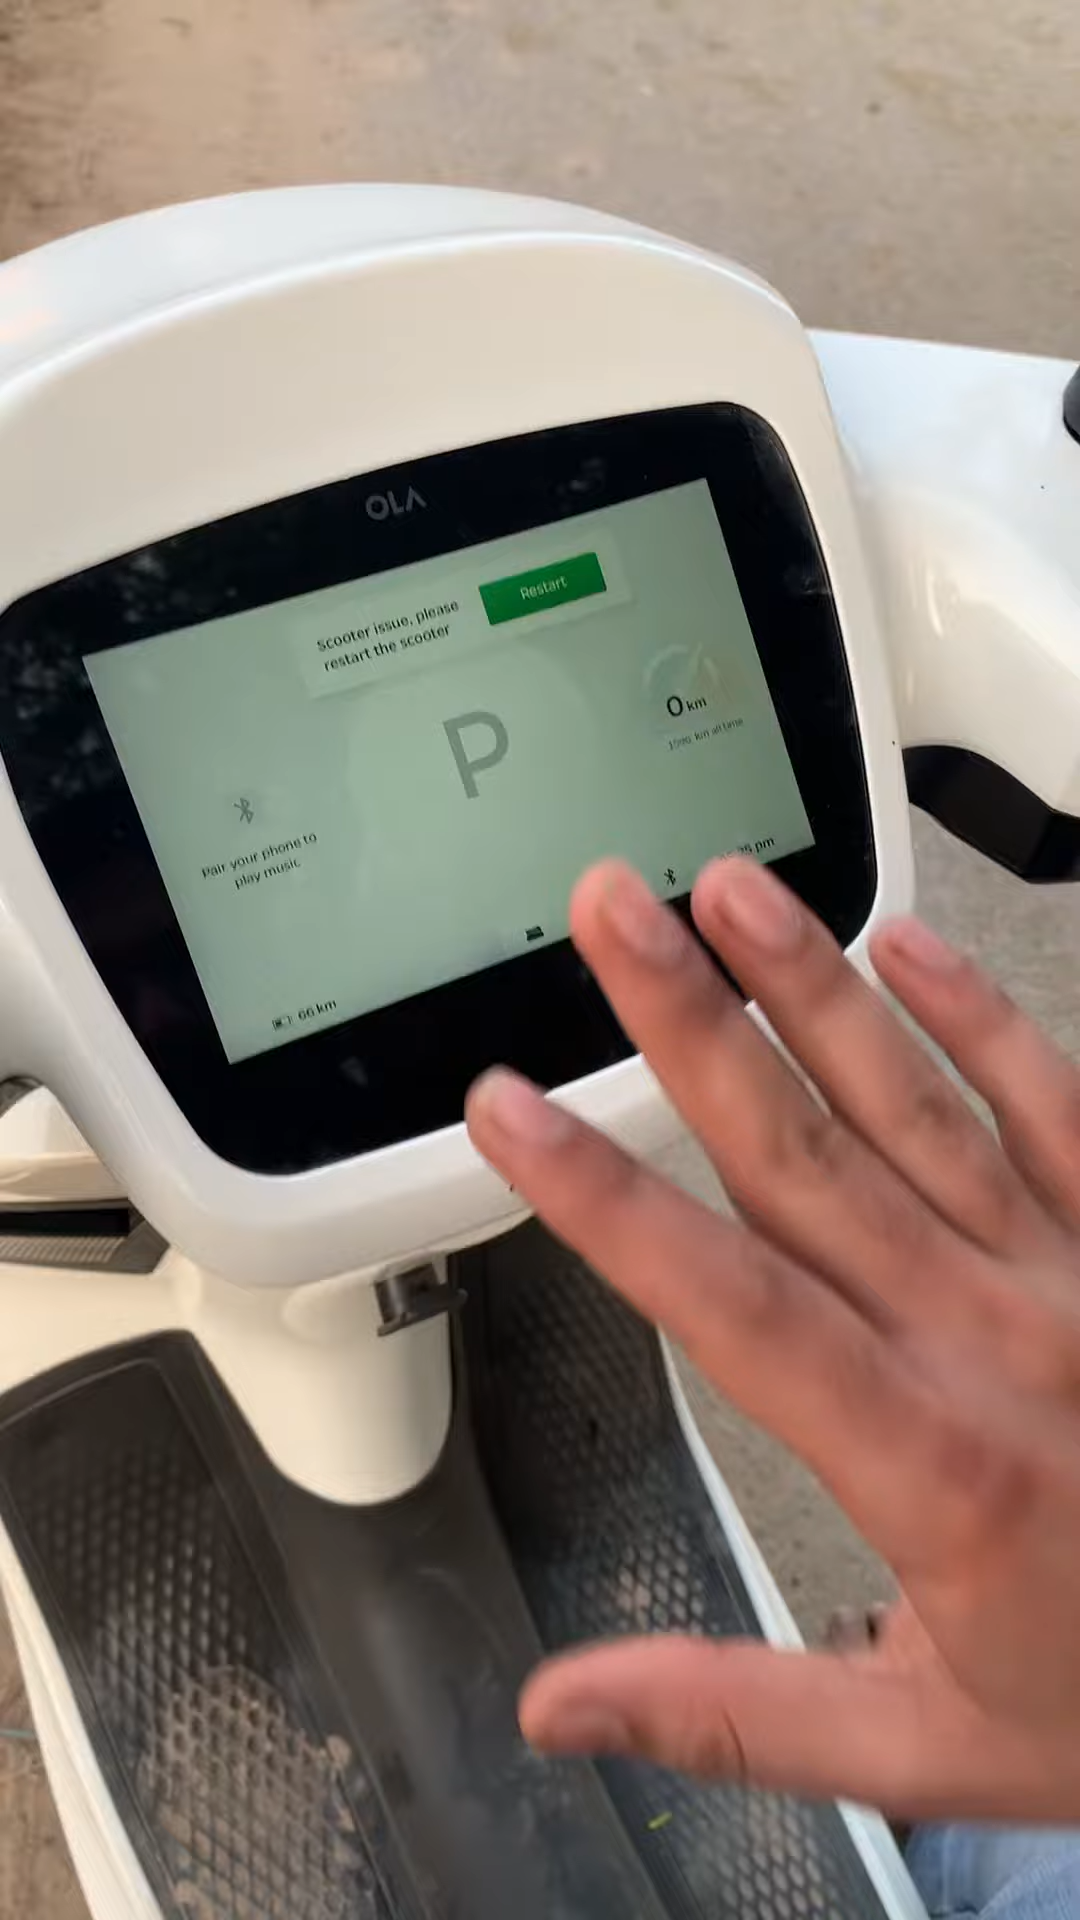 OLA
Scooter issue, please
restart the scooter
Restart
P
0 km
km all time
Pair your phone to
play music
pm
66 km